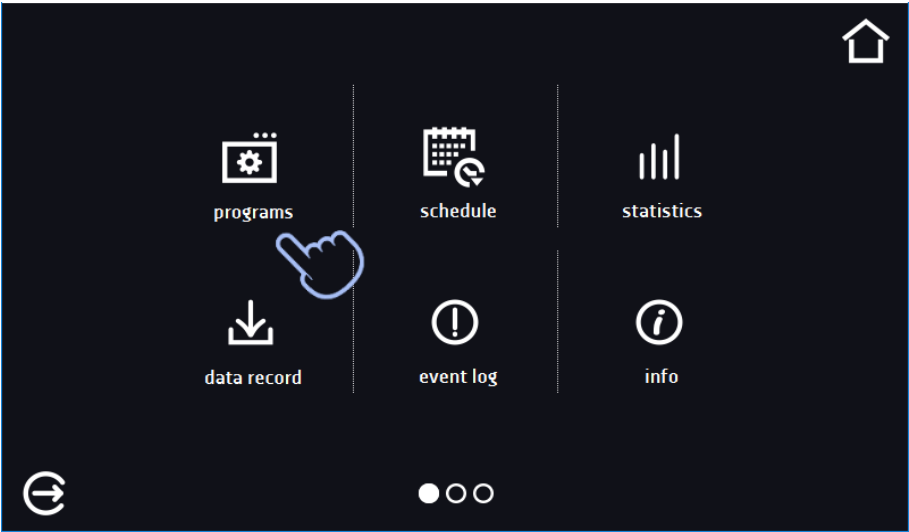 programs
schedule
statistics
data record
event log
info